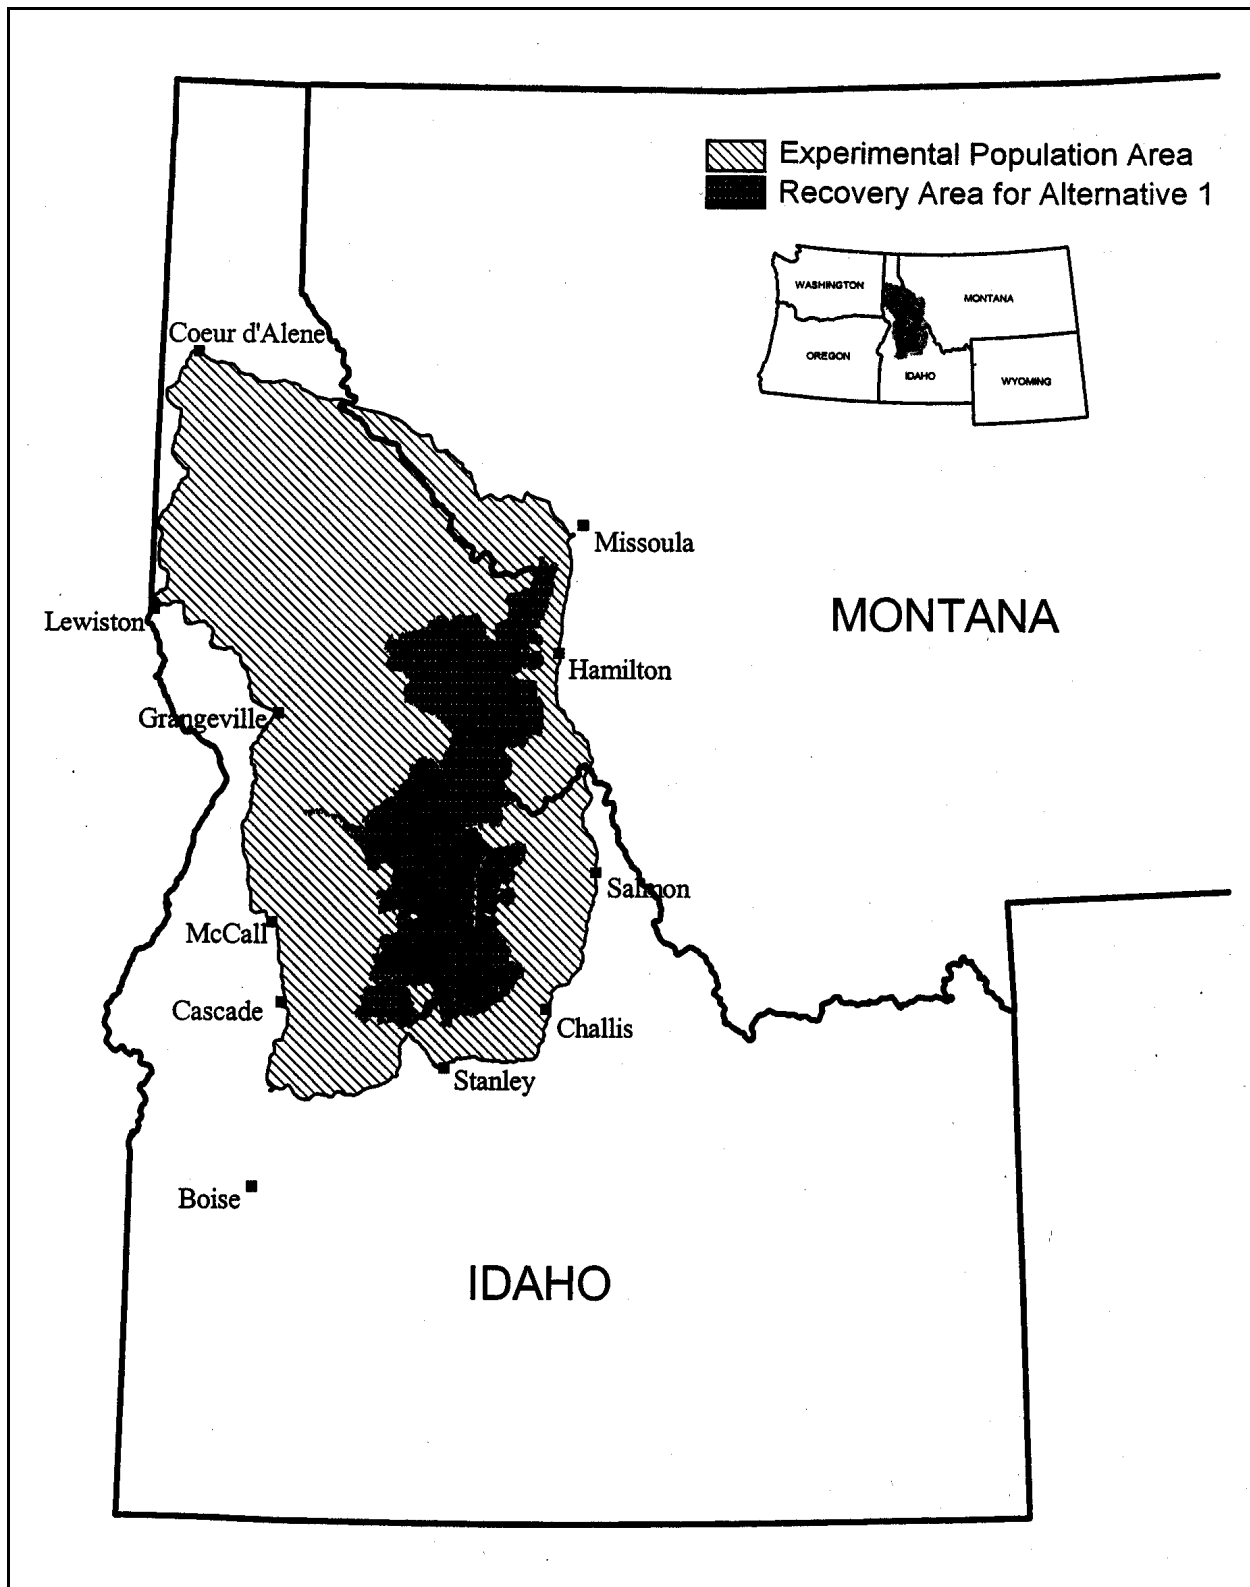 Experimental Population Area
Recovery Area for Alternative 1
WASHINGTON
MONTANA
OREGON
IDAHO
WYOMING
Coeur d'Alene
Missoula
MONTANA
Lewiston
Hamilton
Grangeville
Salmon
McCall
Cascade
Challis
Stanley
Boise
IDAHO